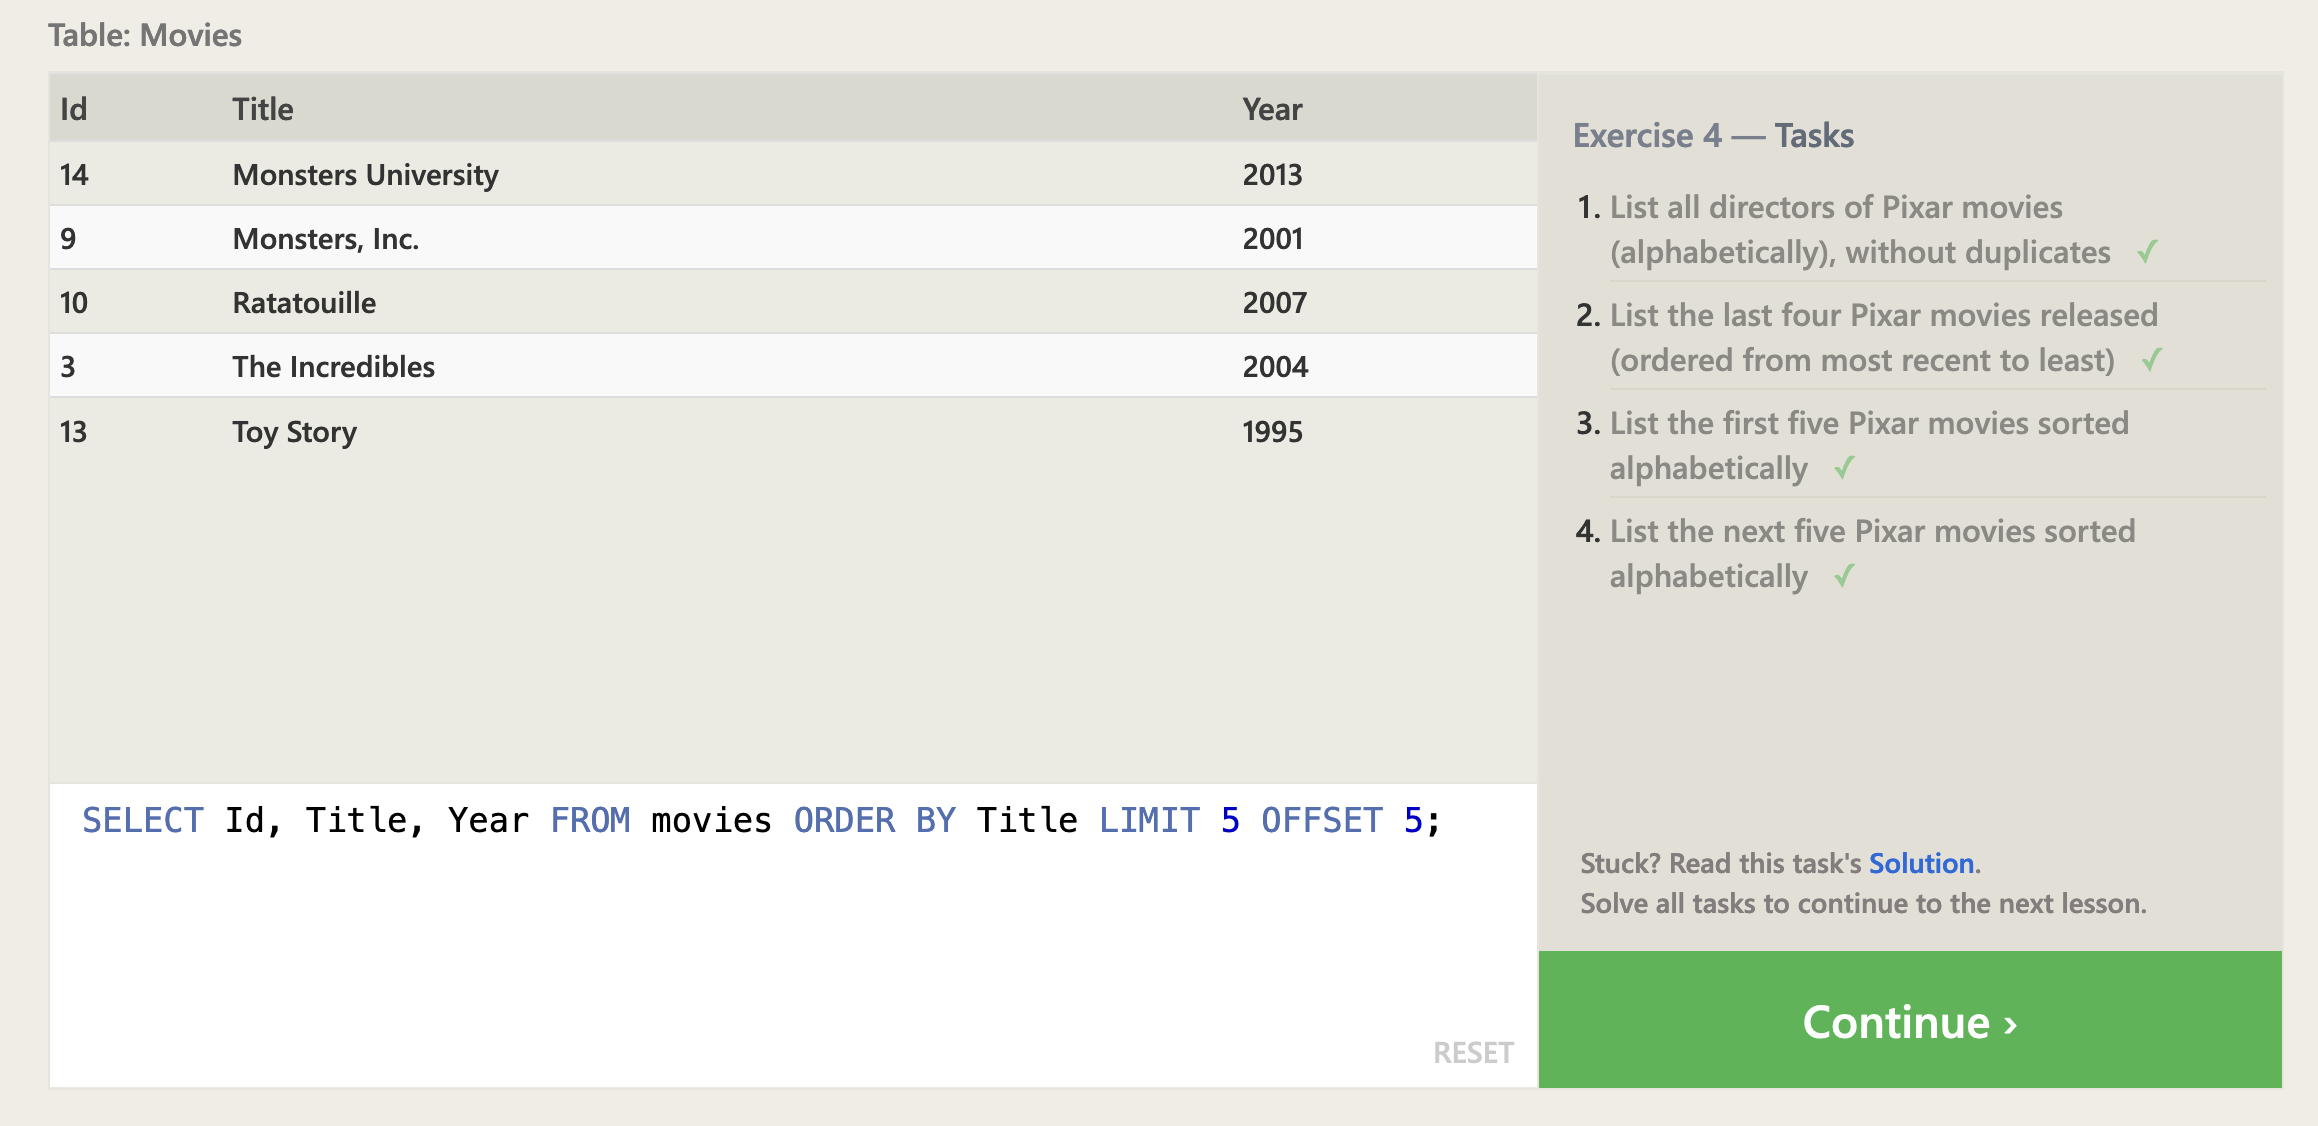 Table: Movies
Id Title Year
14 Monsters University 2013
9 Monsters, Inc. 2001
10 Ratatouille 2007
3 The Incredibles 2004
13 Toy Story 1995
SELECT Id, Title, Year FROM movies ORDER BY Title LIMIT 5 OFFSET 5;
RESET
Exercise 4 — Tasks
1. List all directors of Pixar movies
(alphabetically), without duplicates ✓
2. List the last four Pixar movies released
(ordered from most recent to least) ✓
3. List the first five Pixar movies sorted
alphabetically ✓
4. List the next five Pixar movies sorted
alphabetically ✓
Stuck? Read this task's Solution.
Solve all tasks to continue to the next lesson.
Continue ›